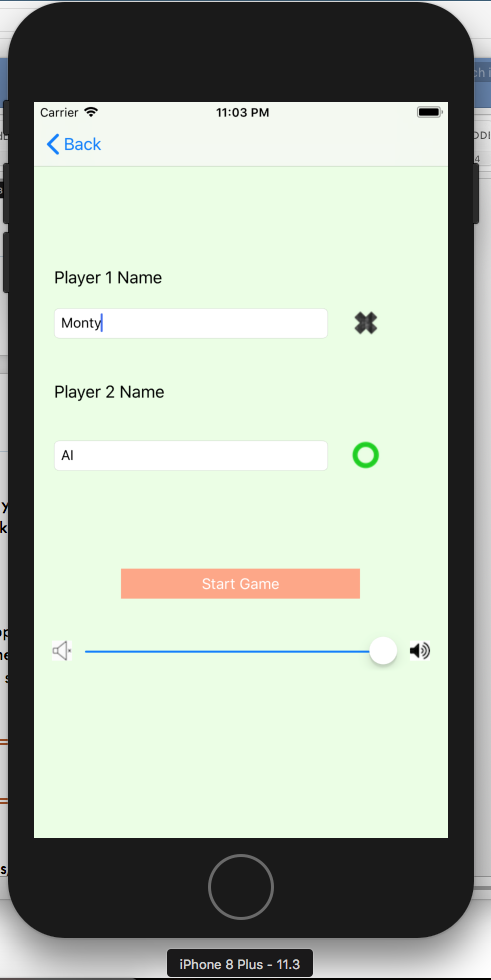 Carrier 11:03 PM
Back
Player 1 Name
Monty
Player 2 Name
AI
Start Game
iPhone 8 Plus - 11.3